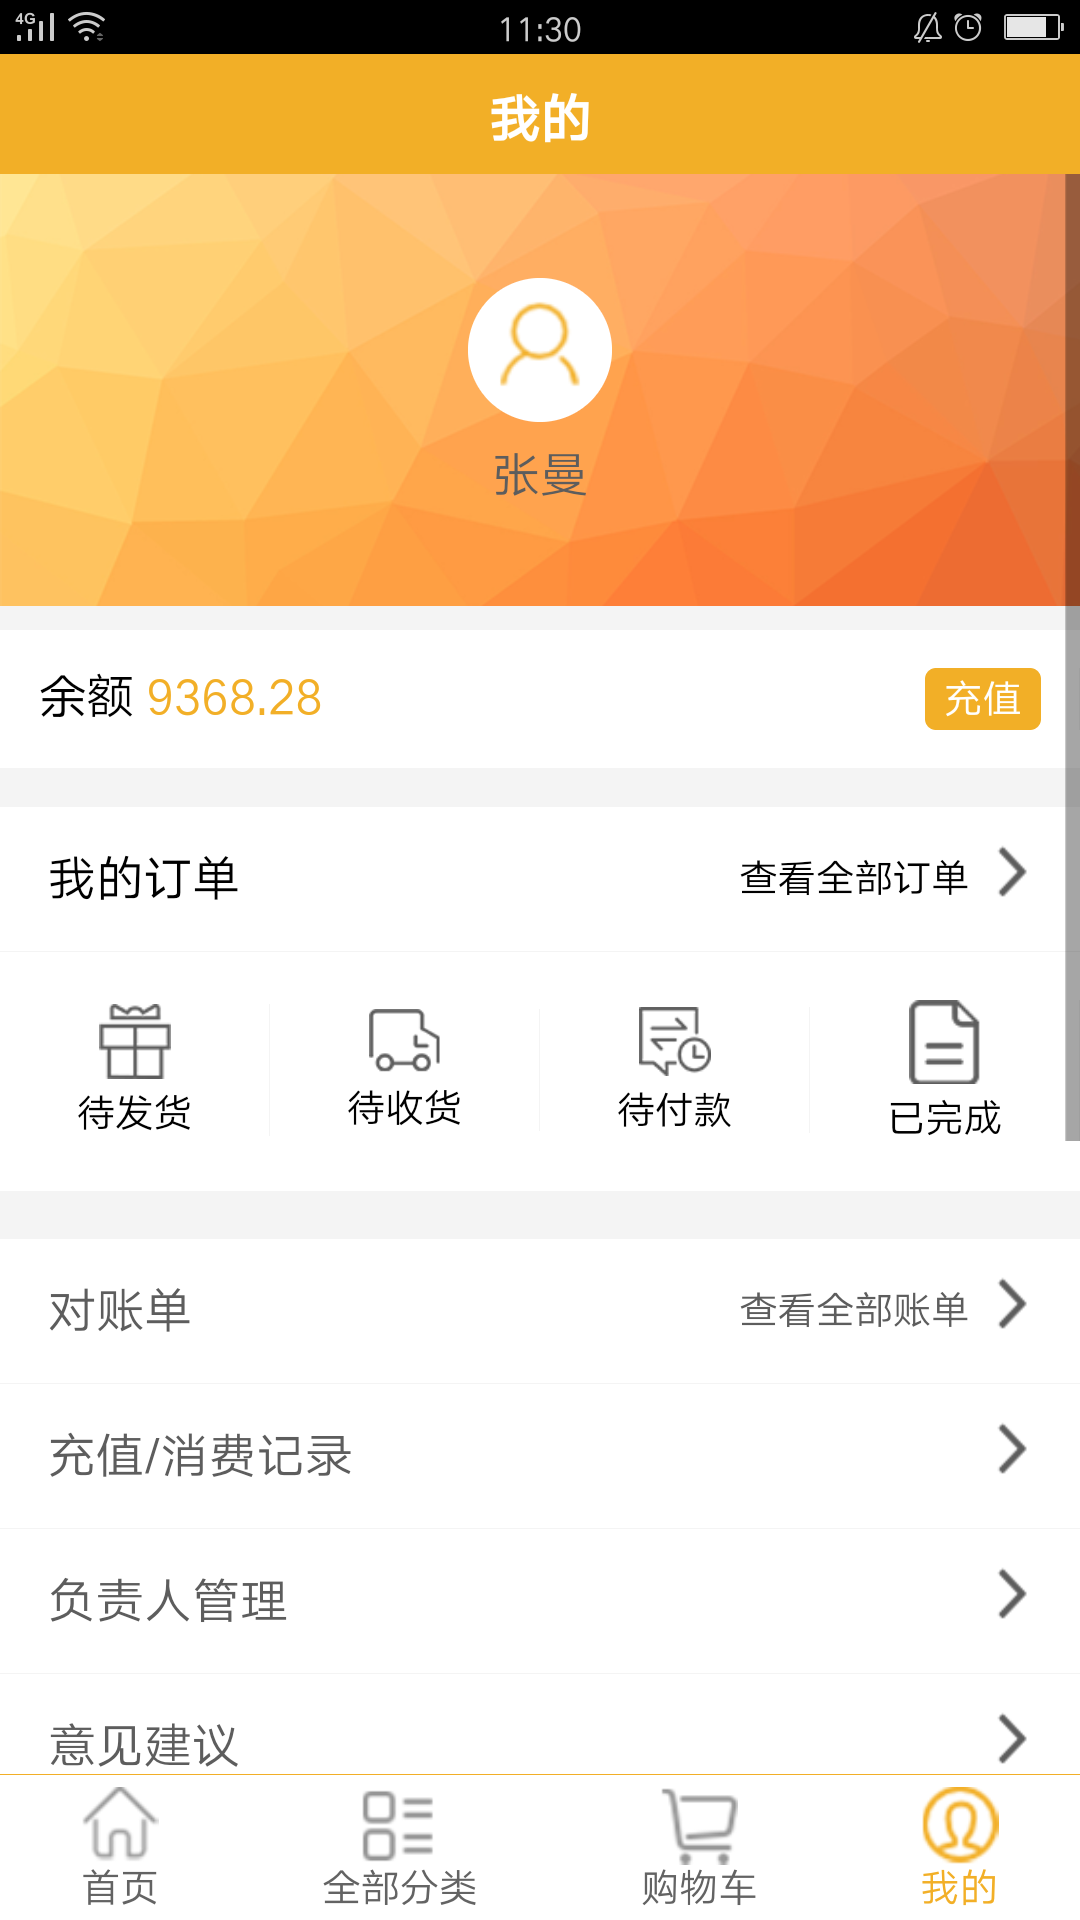 4G 11:30
我的
张曼
余额 9368.28 充值
我的订单 查看全部订单
待发货 待收货 待付款 已完成
对账单 查看全部账单
充值/消费记录
负责人管理
意见建议
首页 全部分类 购物车 我的